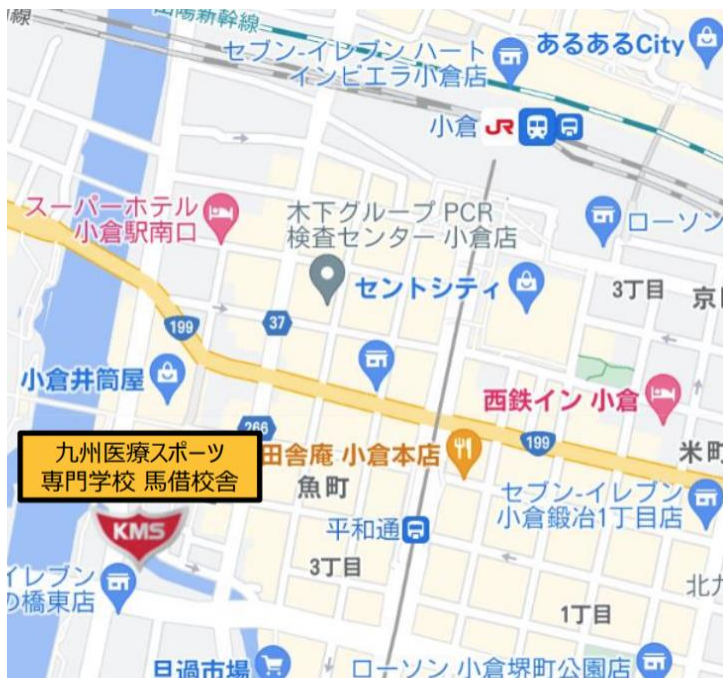 山陽新幹線
セブン-イレブン ハート
インビエラ小倉店
あるあるCity
小倉
JR
スーパーホテル
小倉駅南口
木下グループ PCR
検査センター 小倉店
ローソン
セントシティ
3丁目
京
199
37
小倉井筒屋
西鉄イン 小倉
266
田舎庵 小倉本店
199
米町
九州医療スポーツ
専門学校 馬借校舎
魚町
セブン-イレブン
小倉鍛冶1丁目店
KMS
平和通
3丁目
イレブン
の橋東店
北九
1丁目
旦過市場
ローソン 小倉堺町公園店